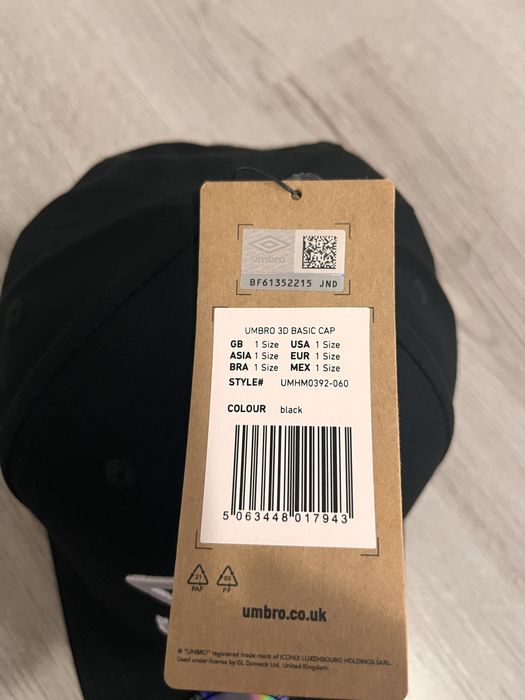 umbro
BF61352215 JND
UMBRO 3D BASIC CAP
GB 1 Size USA 1 Size
ASIA 1 Size EUR 1 Size
BRA 1 Size MEX 1 Size
STYLE# UMHM0392-060
COLOUR black
5 063448 017943
21 05
PAP PP
umbro.co.uk
® "UMBRO" registered trade mark of ICONIX LUXEMBOURG HOLDINGS SARL.
Used under license by GL Dameck Ltd, United Kingdom.